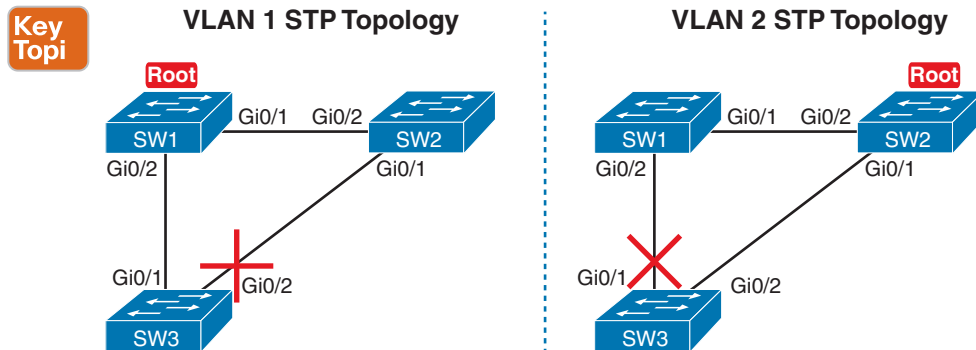 Key
Topi
VLAN 1 STP Topology
Root
SW1
Gi0/1
Gi0/2
SW2
Gi0/2
Gi0/1
Gi0/1
Gi0/2
SW3
VLAN 2 STP Topology
Root
SW1
Gi0/1
Gi0/2
SW2
Gi0/2
Gi0/1
Gi0/1
Gi0/2
SW3